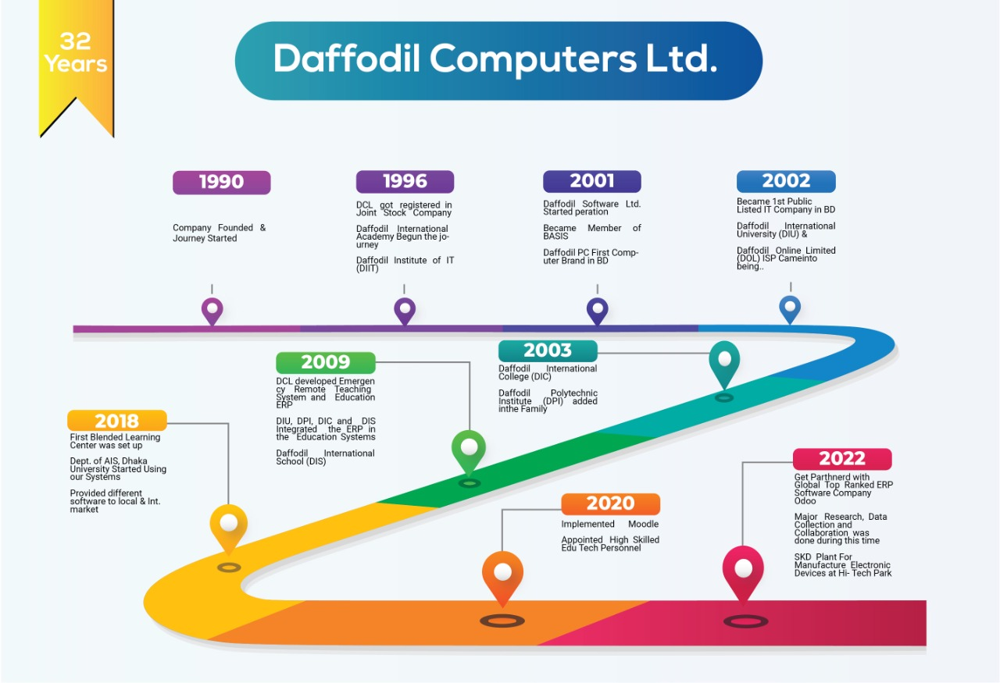 32
Years
Daffodil Computers Ltd.
1990
Company Founded &
Journey Started
1996
DCL got registered in
Joint Stock Company
Daffodil International
Academy Begun the jo-
urney
Daffodil Institute of IT
(DIIT)
2001
Daffodil Software Ltd.
Started peration
Became Member of
BASIS
Daffodil PC First Comp-
uter Brand in BD
2002
Became 1st Public
Listed IT Company in BD
Daffodil International
University (DIU) &
Daffodil Online Limited
(DOL) ISP Cameinto
being..
2003
Daffodil International
College (DIC)
Daffodil Polytechnic
Institute (DPI) added
inthe Family
2009
DCL developed Emergen
cy Remote Teaching
System and Education
ERP
DIU, DPI, DIC and DIS
Integrated the ERP in
the Education Systems
Daffodil International
School (DIS)
2018
First Blended Learning
Center was set up
Dept. of AIS, Dhaka
University Started Using
our Systems
Provided different
software to local & Int.
market
2020
Implemented Moodle
Appointed High Skilled
Edu Tech Personnel
2022
Get Parthnerd with
Global Top Ranked ERP
Software Company
Odoo
Major Research, Data
Collection and
Collaboration was
done during this time
SKD Plant For
Manufacture Electronic
Devices at Hi- Tech Park